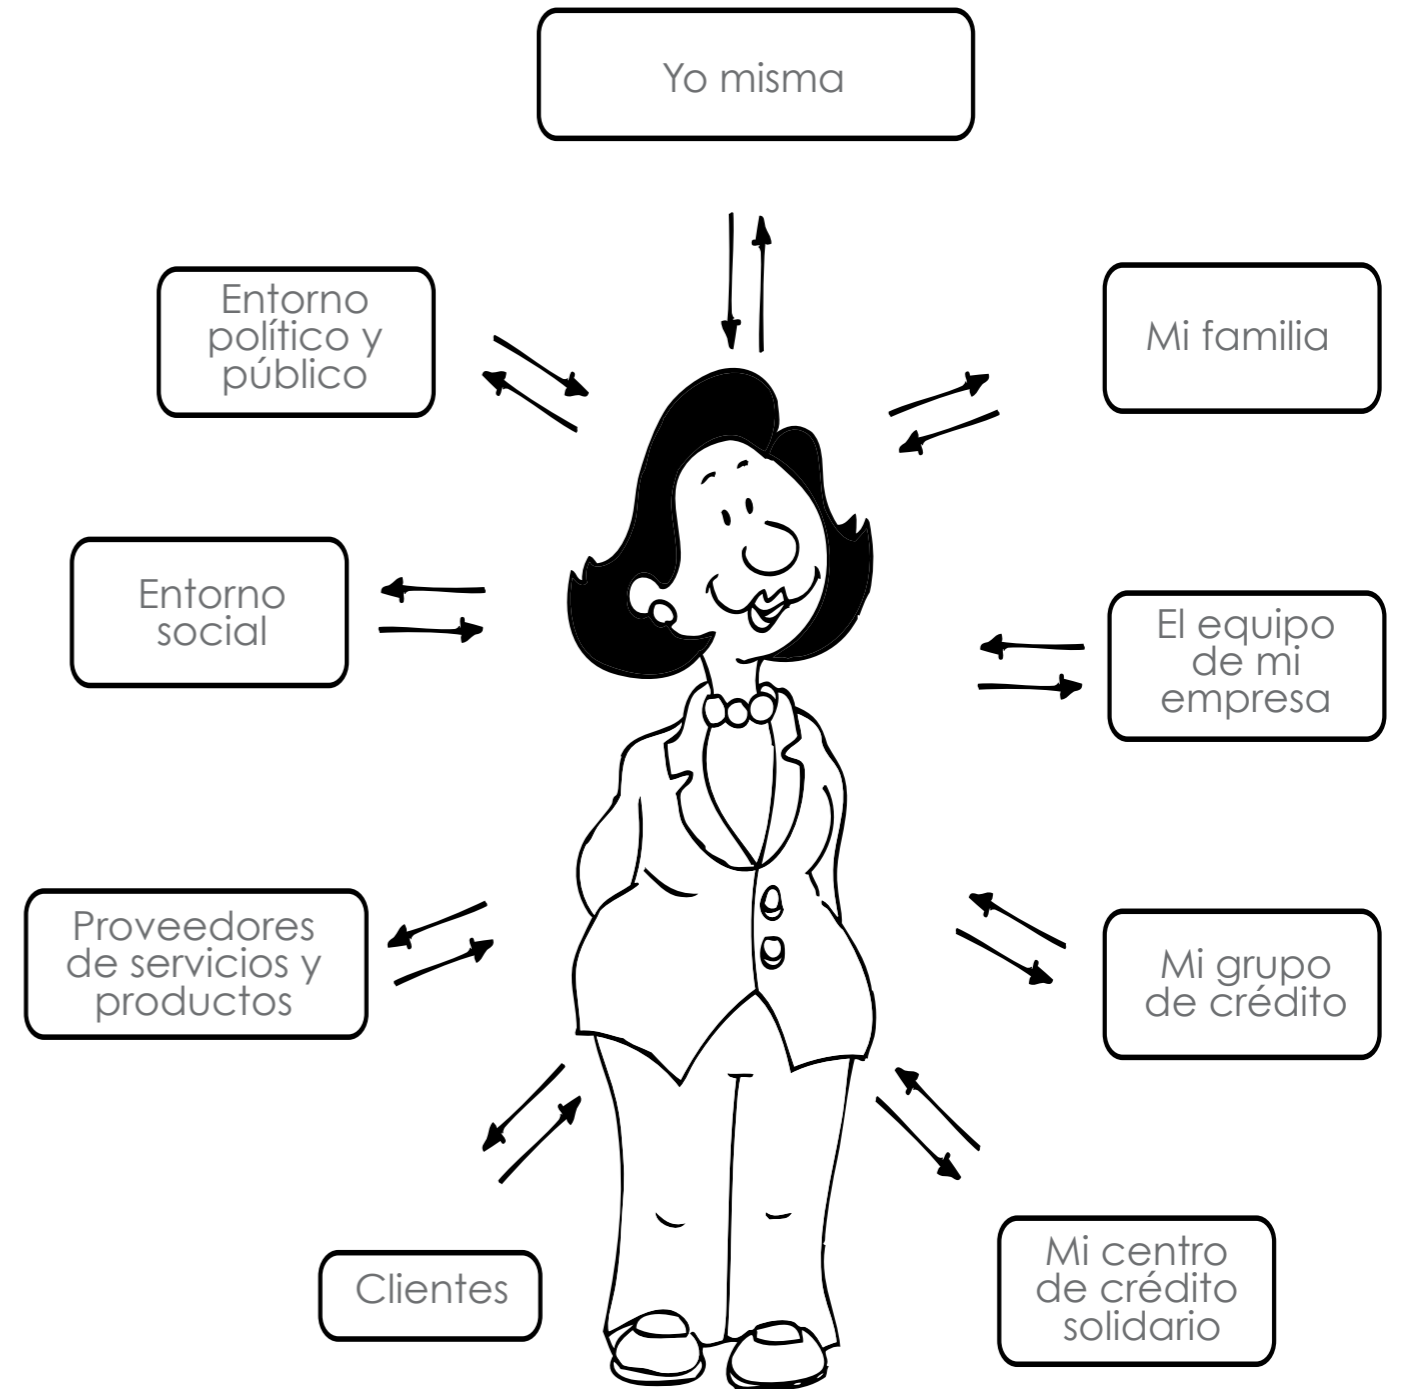 Yo misma
Entorno
político y
público
Mi familia
Entorno
social
El equipo
de mi
empresa
Proveedores
de servicios y
productos
Mi grupo
de crédito
Clientes
Mi centro
de crédito
solidario